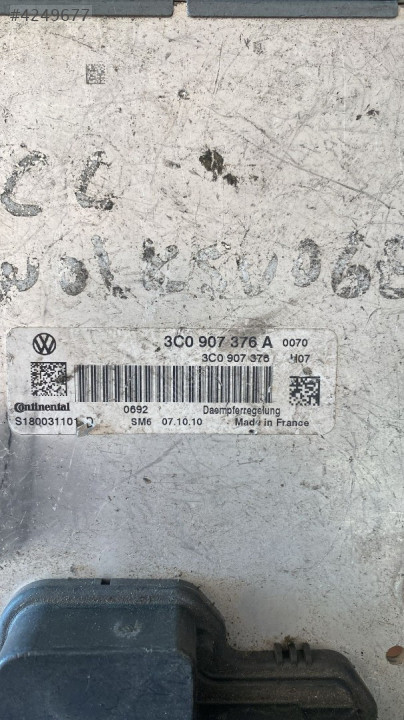 #4249677
CC
3C0 907 376 A 0070
3C0 907 376 H07
Continental 0692 Daempferregelung
S180031101 D SM6 07.10.10 Made in France